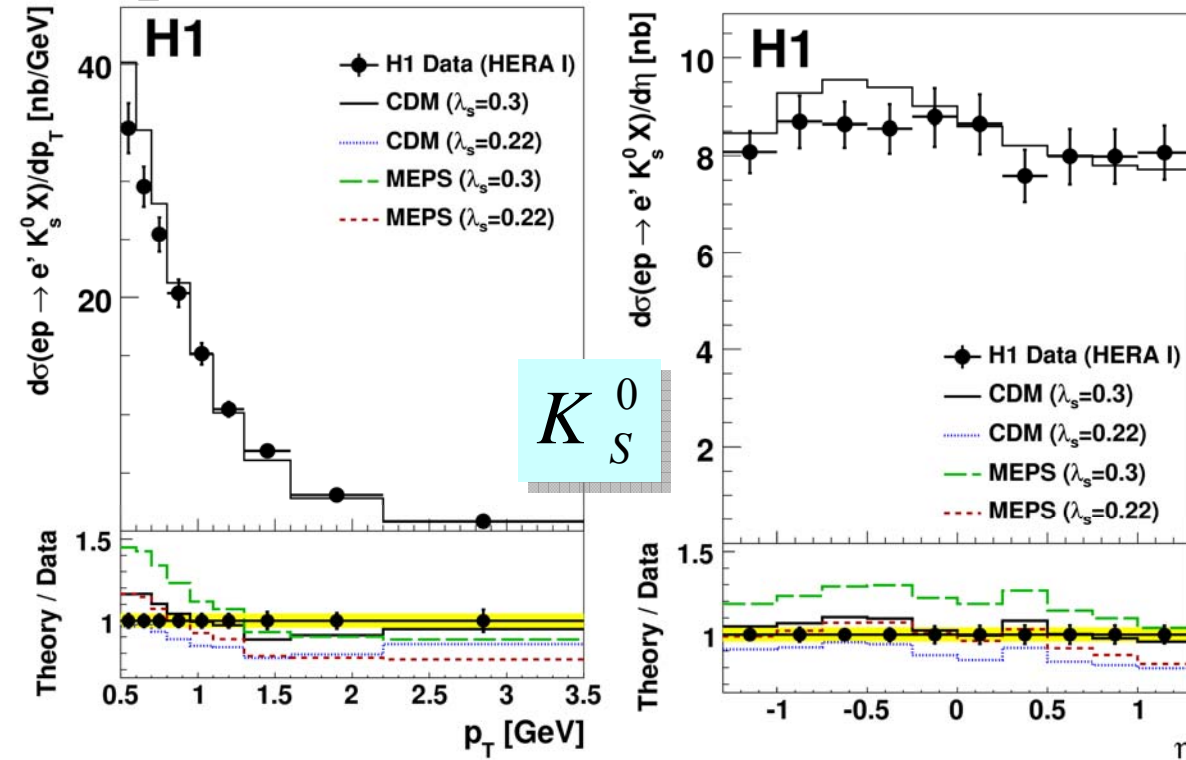 H1
dσ(ep → e' K⁰ₛ X)/dp_T [nb/GeV]
40
20
H1 Data (HERA I)
CDM (λₛ=0.3)
CDM (λₛ=0.22)
MEPS (λₛ=0.3)
MEPS (λₛ=0.22)
Theory / Data
1.5
1
0.5 1 1.5 2 2.5 3 3.5
p_T [GeV]
K⁰_S
H1
dσ(ep → e' K⁰ₛ X)/dη [nb]
10
8
6
4
2
H1 Data (HERA I)
CDM (λₛ=0.3)
CDM (λₛ=0.22)
MEPS (λₛ=0.3)
MEPS (λₛ=0.22)
Theory / Data
1.5
1
-1 -0.5 0 0.5 1
η